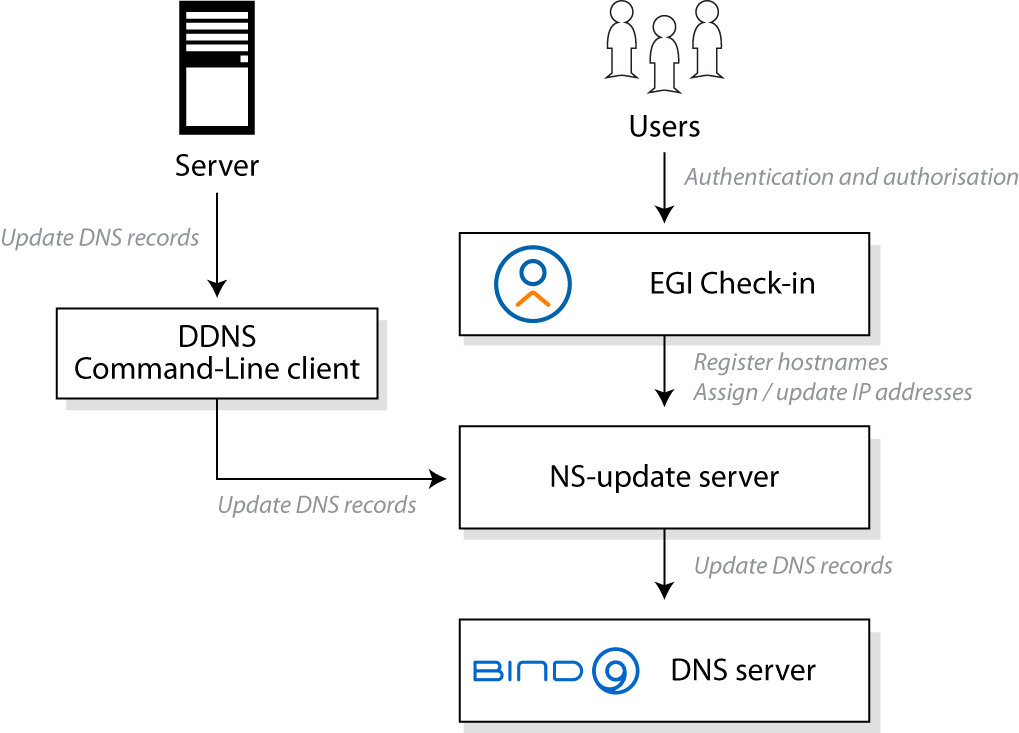 Server
Users
Authentication and authorisation
Update DNS records
EGI Check-in
DDNS
Command-Line client
Register hostnames
Assign / update IP addresses
NS-update server
Update DNS records
Update DNS records
BIND 9 DNS server